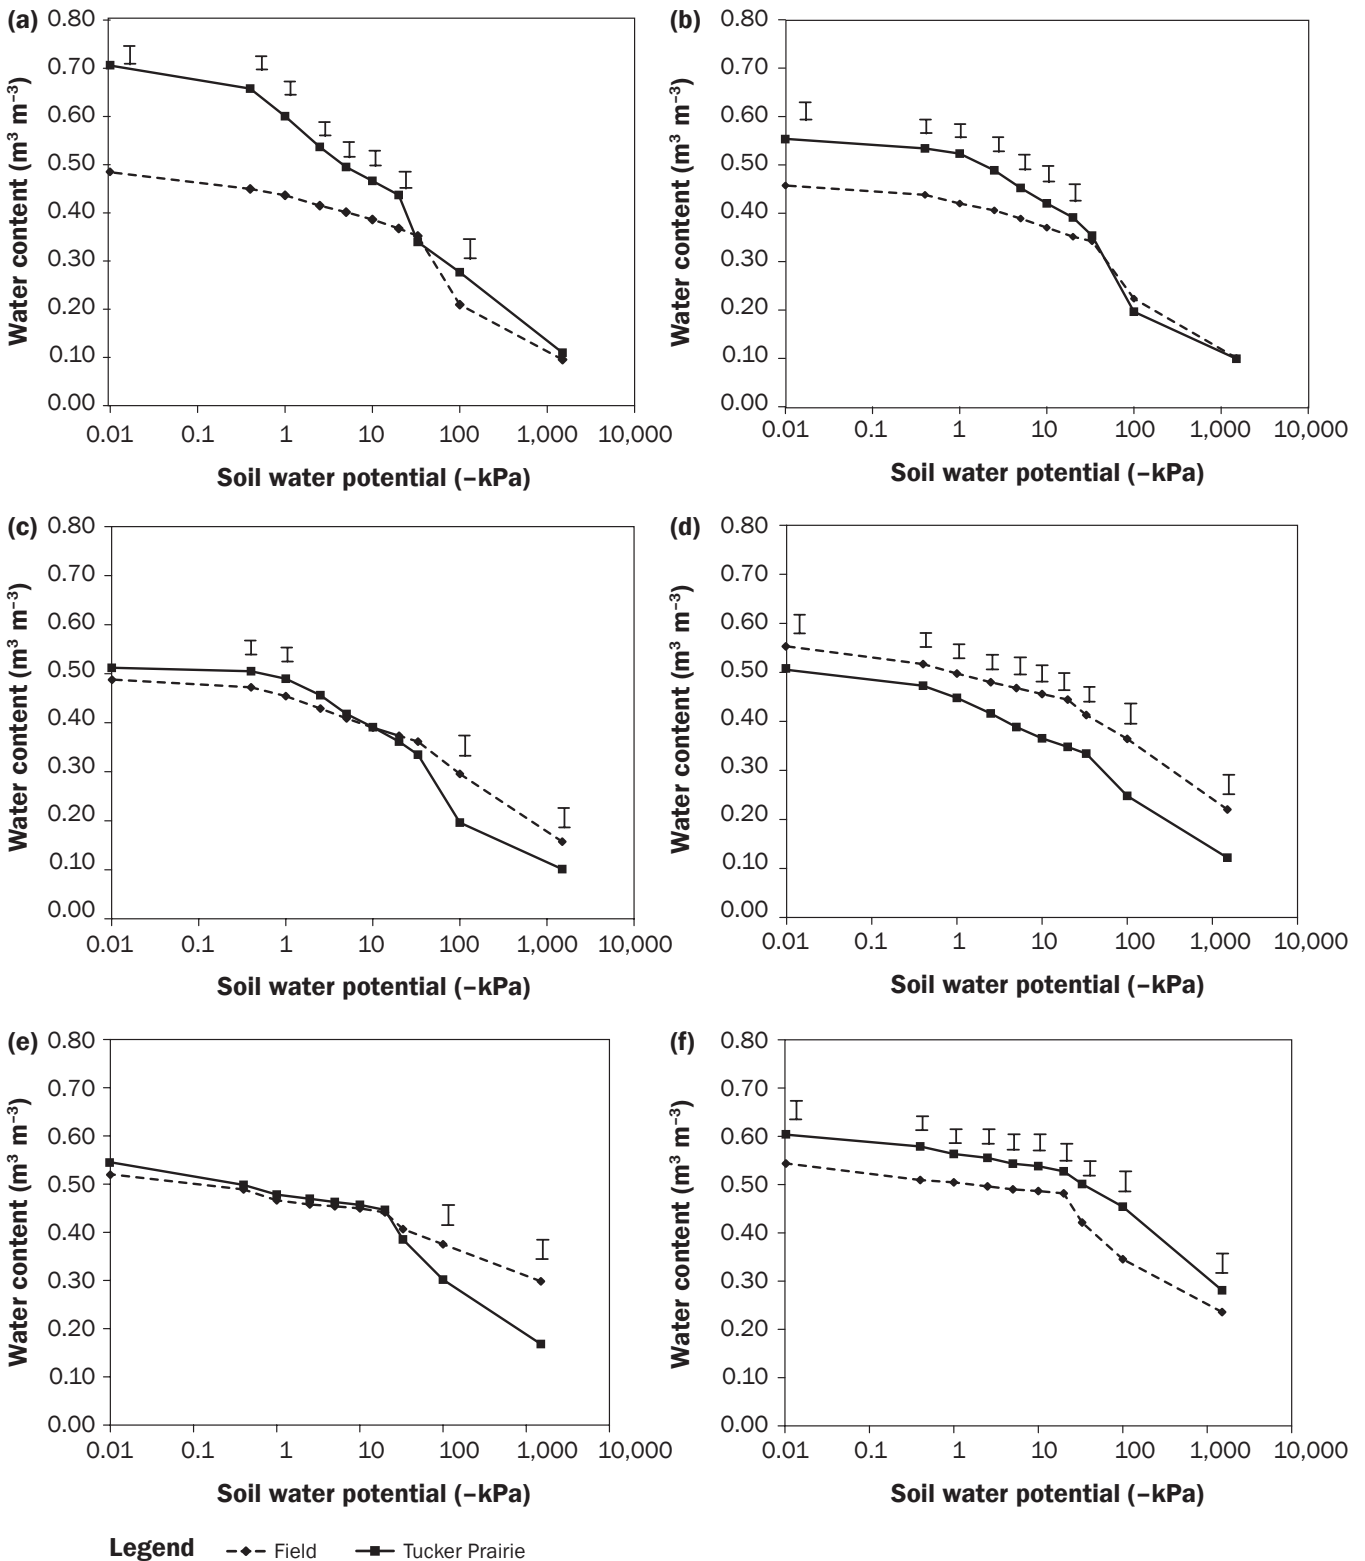 (a)
0.80
0.70
0.60
0.50
0.40
0.30
0.20
0.10
0.00
Water content (m³ m⁻³)
0.01 0.1 1 10 100 1,000 10,000
Soil water potential (–kPa)
(b)
0.80
0.70
0.60
0.50
0.40
0.30
0.20
0.10
0.00
Water content (m³ m⁻³)
0.01 0.1 1 10 100 1,000 10,000
Soil water potential (–kPa)
(c)
0.80
0.70
0.60
0.50
0.40
0.30
0.20
0.10
0.00
Water content (m³ m⁻³)
0.01 0.1 1 10 100 1,000 10,000
Soil water potential (–kPa)
(d)
0.80
0.70
0.60
0.50
0.40
0.30
0.20
0.10
0.00
Water content (m³ m⁻³)
0.01 0.1 1 10 100 1,000 10,000
Soil water potential (–kPa)
(e)
0.80
0.70
0.60
0.50
0.40
0.30
0.20
0.10
0.00
Water content (m³ m⁻³)
0.01 0.1 1 10 100 1,000 10,000
Soil water potential (–kPa)
(f)
0.80
0.70
0.60
0.50
0.40
0.30
0.20
0.10
0.00
Water content (m³ m⁻³)
0.01 0.1 1 10 100 1,000 10,000
Soil water potential (–kPa)
Legend Field Tucker Prairie